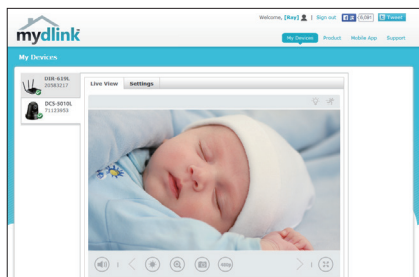 Welcome, [Ray] | Sign out
Tweet
mydlink
My Devices Product Mobile App Support
My Devices
DIR-619L
20583217
DCS-5010L
71123953
Live View Settings
480p